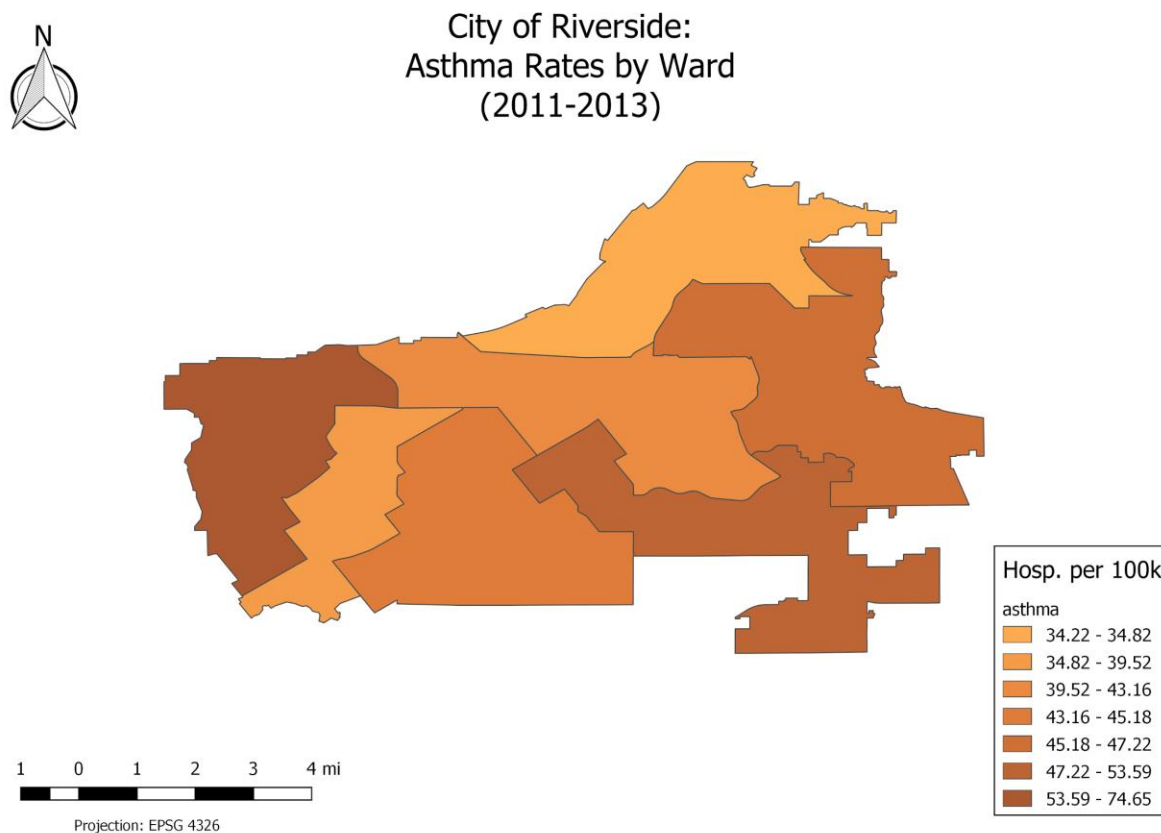 N
City of Riverside:
Asthma Rates by Ward
(2011-2013)
Hosp. per 100k
asthma
34.22 - 34.82
34.82 - 39.52
39.52 - 43.16
43.16 - 45.18
45.18 - 47.22
47.22 - 53.59
53.59 - 74.65
1 0 1 2 3 4 mi
Projection: EPSG 4326